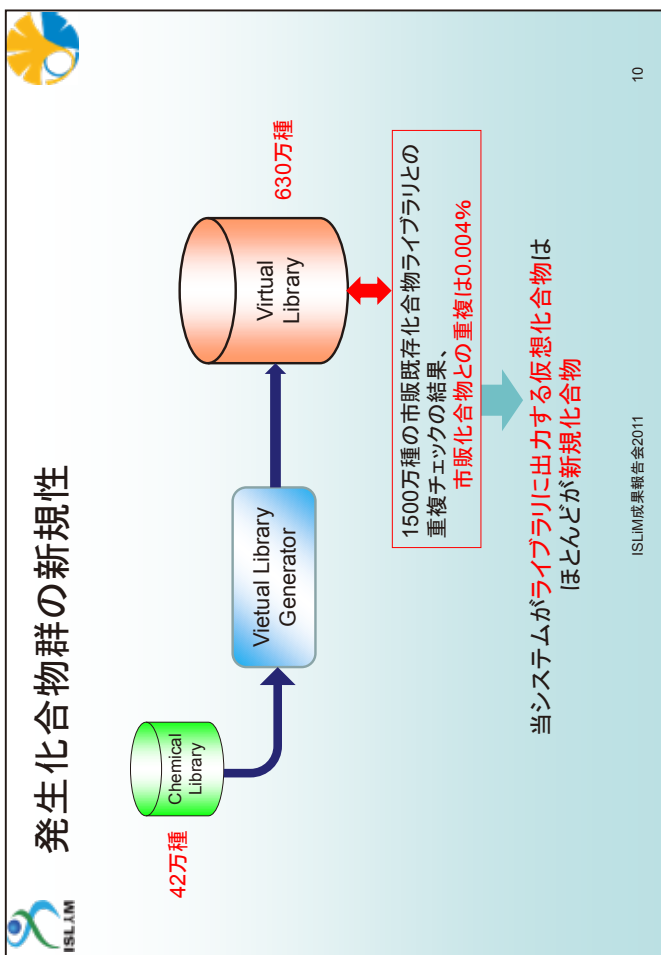 ISLiM
発生化合物群の新規性
42万種
Chemical
Library
Vietual Library
Generator
Virtual
Library
630万種
1500万種の市販既存化合物ライブラリとの
重複チェックの結果、
市販化合物との重複は0.004%
当システムがライブラリに出力する仮想化合物は
ほとんどが新規化合物
ISLiM成果報告会2011
10